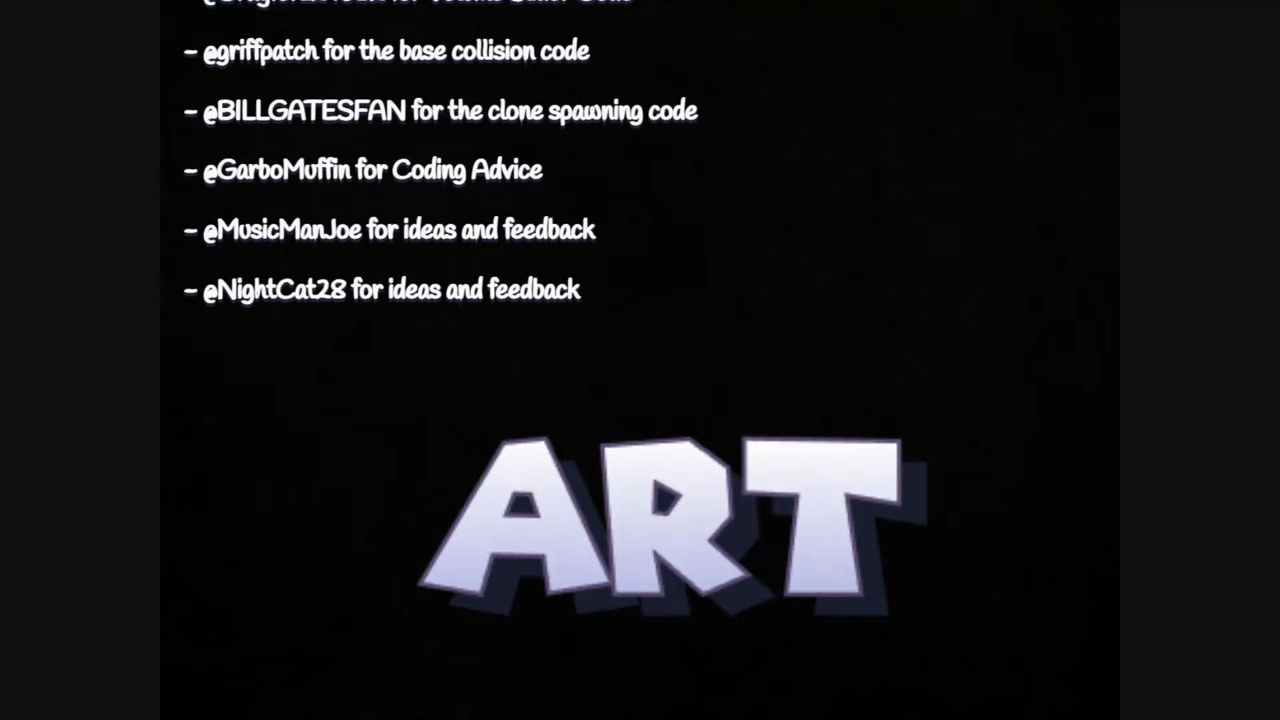 - @griffpatch for the base collision code
- @BILLGATESFAN for the clone spawning code
- @GarboMuffin for Coding Advice
- @MusicManJoe for ideas and feedback
- @NightCat28 for ideas and feedback
ART